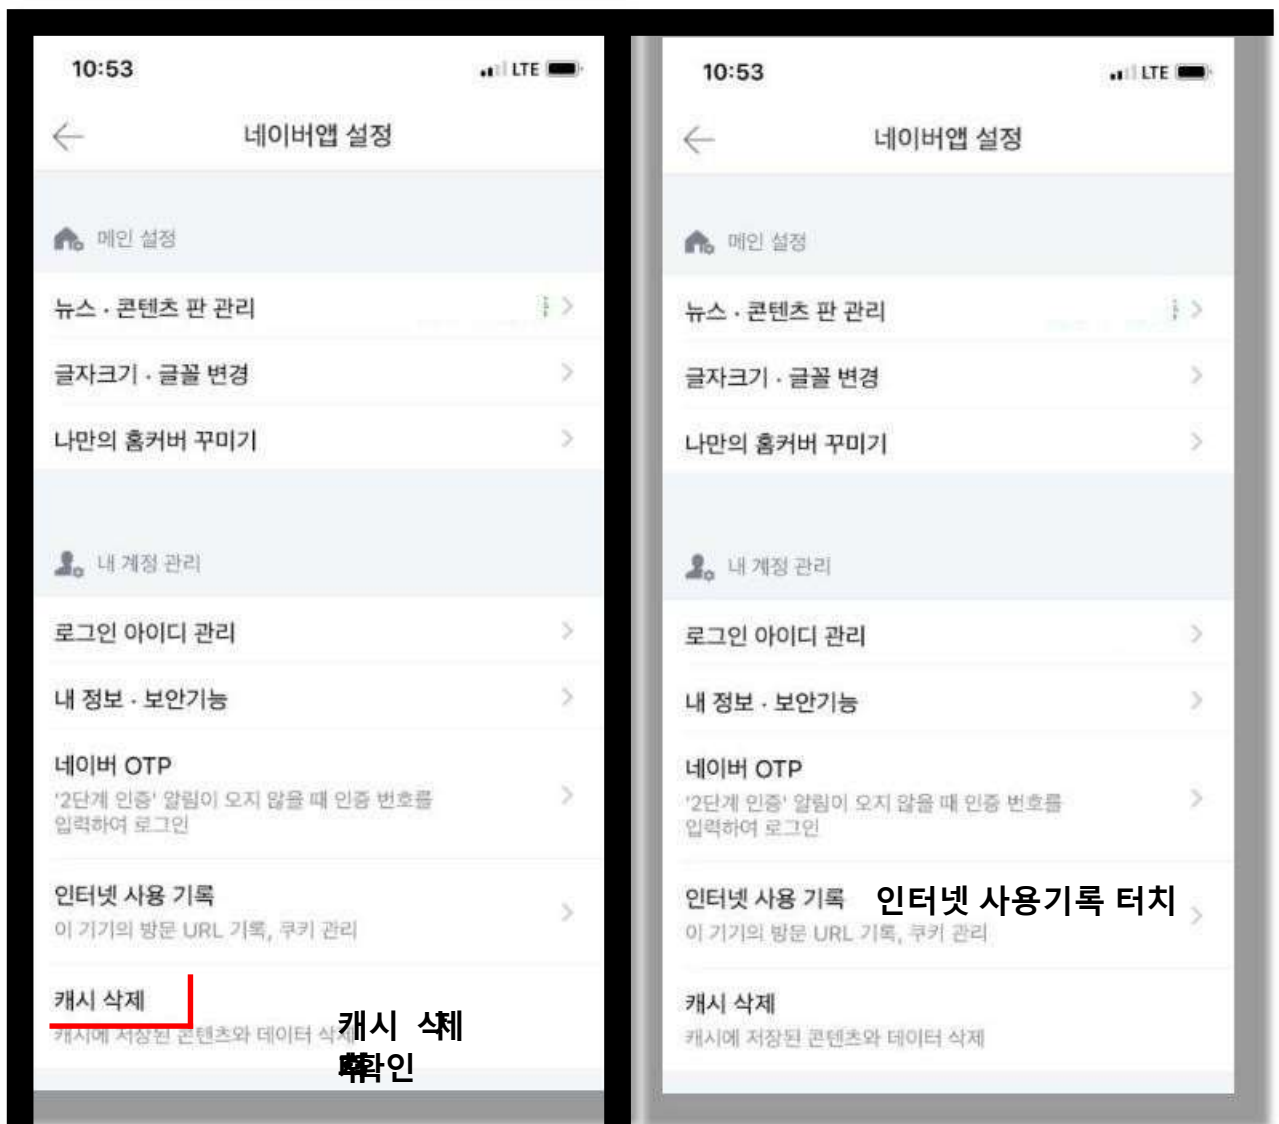 10:53
LTE
네이버앱 설정
메인 설정
뉴스 · 콘텐츠 판 관리
글자크기 · 글꼴 변경
나만의 홈커버 꾸미기
내 계정 관리
로그인 아이디 관리
내 정보 · 보안기능
네이버 OTP
'2단계 인증' 알림이 오지 않을 때 인증 번호를
입력하여 로그인
인터넷 사용 기록
이 기기의 방문 URL 기록, 쿠키 관리
캐시 삭제
캐시에 저장된 콘텐츠와 데이터 삭제
캐시 삭제
확인
10:53
LTE
네이버앱 설정
메인 설정
뉴스 · 콘텐츠 판 관리
글자크기 · 글꼴 변경
나만의 홈커버 꾸미기
내 계정 관리
로그인 아이디 관리
내 정보 · 보안기능
네이버 OTP
'2단계 인증' 알림이 오지 않을 때 인증 번호를
입력하여 로그인
인터넷 사용 기록
인터넷 사용기록 터치
이 기기의 방문 URL 기록, 쿠키 관리
캐시 삭제
캐시에 저장된 콘텐츠와 데이터 삭제